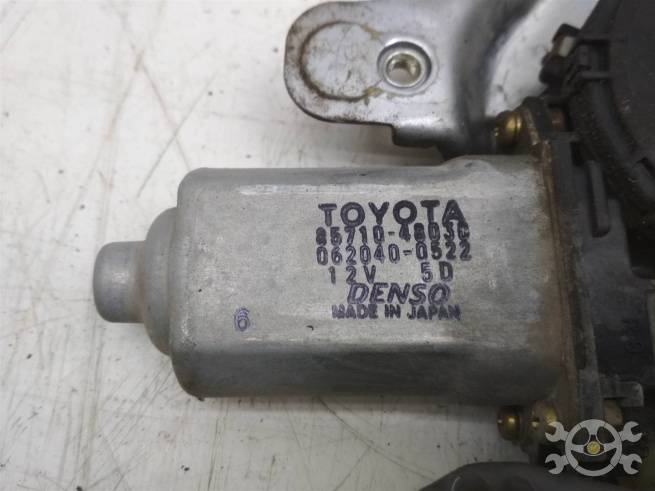 TOYOTA
85710-48030
062040-0522
12V 5D
DENSO
MADE IN JAPAN
6